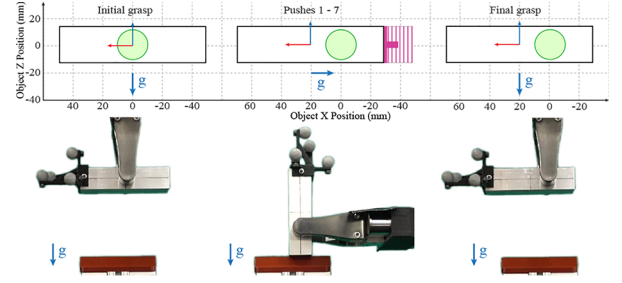 Initial grasp
Pushes 1 - 7
Final grasp
Object Z Position (mm)
40
20
0
-20
-40
g
g
g
40 20 0 -20 -40
60 40 20 0 -20 -40
60 40 20 0 -20
Object X Position (mm)
g
g
g